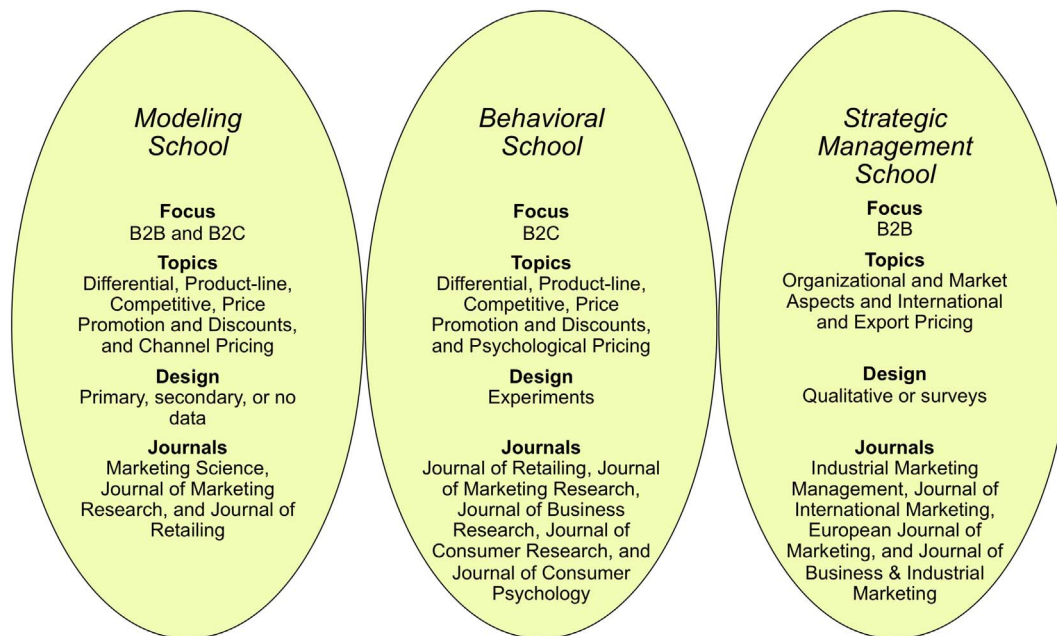 Modeling
School
Focus
B2B and B2C
Topics
Differential, Product-line,
Competitive, Price
Promotion and Discounts,
and Channel Pricing
Design
Primary, secondary, or no
data
Journals
Marketing Science,
Journal of Marketing
Research, and Journal of
Retailing
Behavioral
School
Focus
B2C
Topics
Differential, Product-line,
Competitive, Price
Promotion and Discounts,
and Psychological Pricing
Design
Experiments
Journals
Journal of Retailing, Journal
of Marketing Research,
Journal of Business
Research, Journal of
Consumer Research, and
Journal of Consumer
Psychology
Strategic
Management
School
Focus
B2B
Topics
Organizational and Market
Aspects and International
and Export Pricing
Design
Qualitative or surveys
Journals
Industrial Marketing
Management, Journal of
International Marketing,
European Journal of
Marketing, and Journal of
Business & Industrial
Marketing